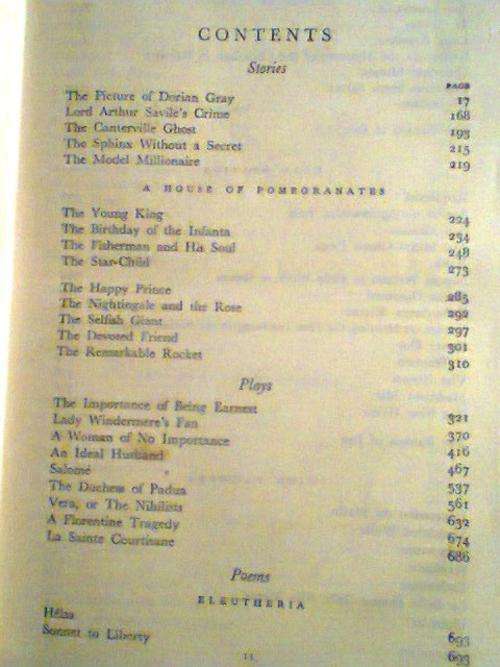 CONTENTS
Stories
PAGE
The Picture of Dorian Gray 17
Lord Arthur Savile's Crime 168
The Canterville Ghost 193
The Sphinx Without a Secret 215
The Model Millionaire 219
A HOUSE OF POMEGRANATES
The Young King 224
The Birthday of the Infanta 234
The Fisherman and His Soul 248
The Star-Child 273
The Happy Prince 285
The Nightingale and the Rose 292
The Selfish Giant 297
The Devoted Friend 301
The Remarkable Rocket 310
Plays
The Importance of Being Earnest 321
Lady Windermere's Fan 370
A Woman of No Importance 416
An Ideal Husband 467
Salomé 537
The Duchess of Padua 561
Vera, or The Nihilists 632
A Florentine Tragedy 674
La Sainte Courtisane 686
Poems
ELEUTHERIA
Hélas 693
Sonnet to Liberty 693
11